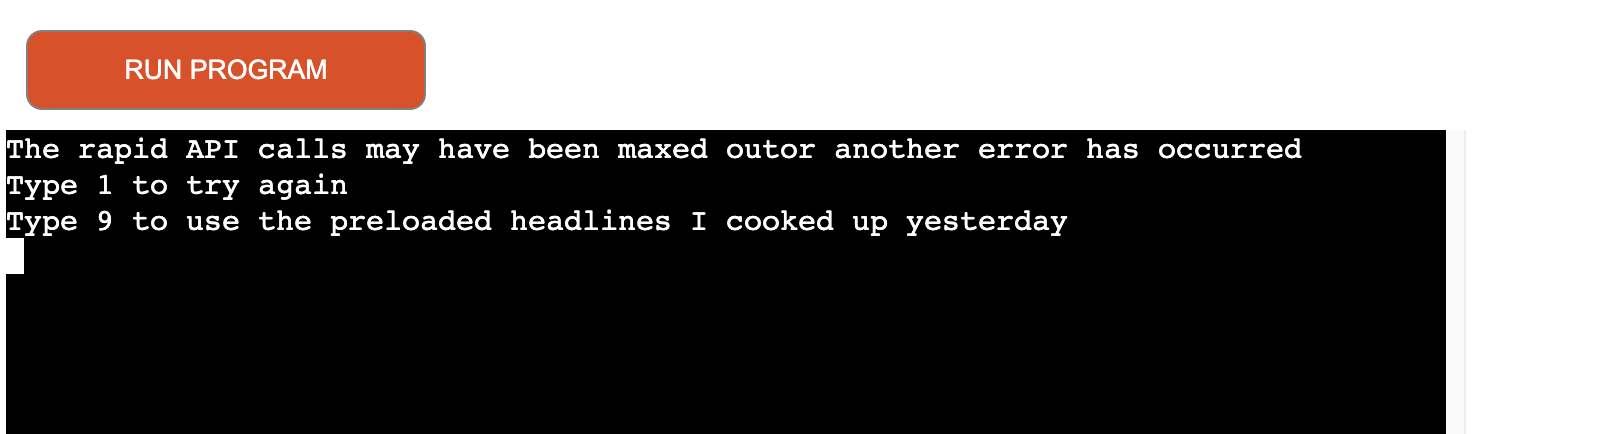 RUN PROGRAM
The rapid API calls may have been maxed outor another error has occurred
Type 1 to try again
Type 9 to use the preloaded headlines I cooked up yesterday